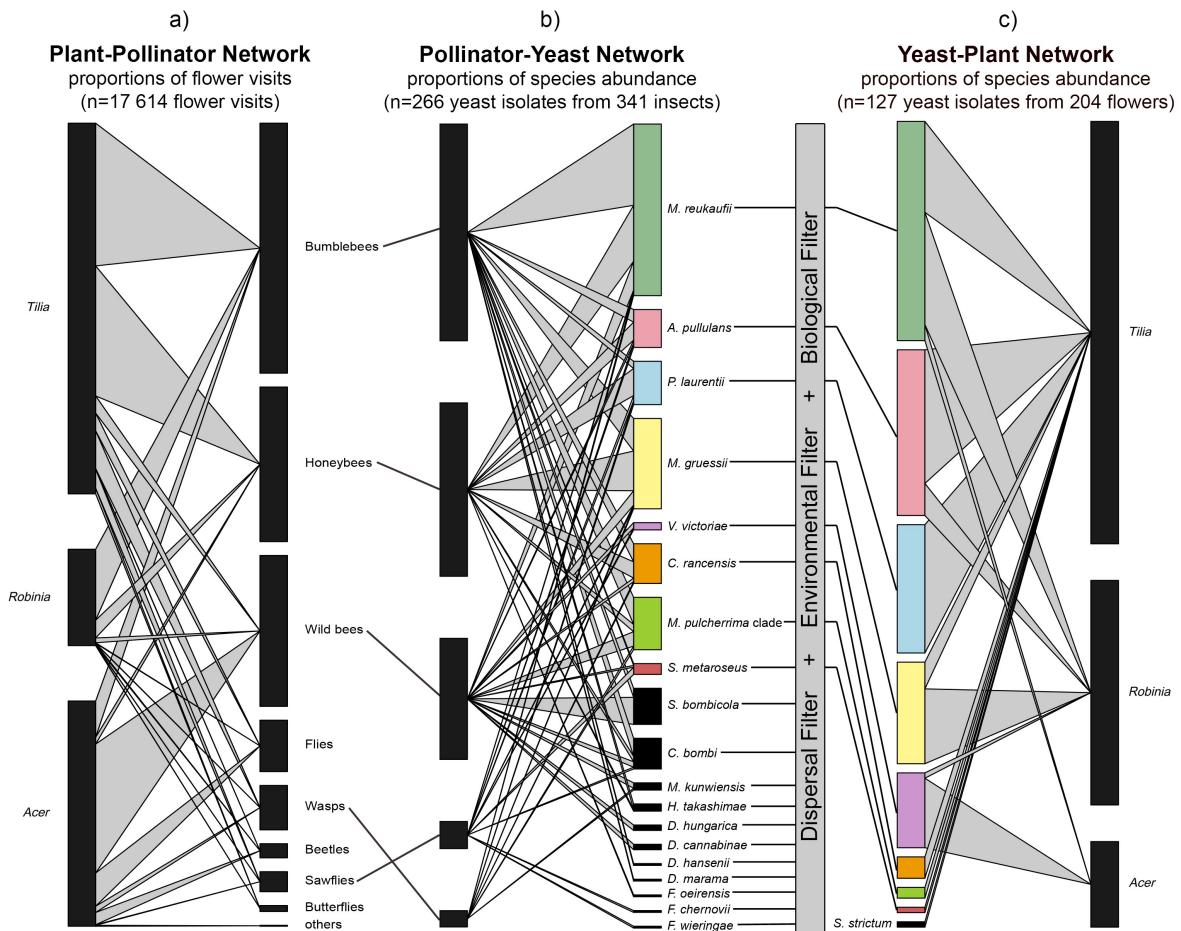 a)
Plant-Pollinator Network
proportions of flower visits
(n=17 614 flower visits)
Tilia
Robinia
Acer
Bumblebees
Honeybees
Wild bees
Flies
Wasps
Beetles
Sawflies
Butterflies
others
b)
Pollinator-Yeast Network
proportions of species abundance
(n=266 yeast isolates from 341 insects)
M. reukaufii
A. pullulans
P. laurentii
M. gruessii
V. victoriae
C. rancensis
M. pulcherrima clade
S. metaroseus
S. bombicola
C. bombi
M. kunwiensis
H. takashimae
D. hungarica
D. cannabinae
D. hansenii
D. marama
F. oeirensis
F. chernovii
F. wieringae
Dispersal Filter + Environmental Filter + Biological Filter
c)
Yeast-Plant Network
proportions of species abundance
(n=127 yeast isolates from 204 flowers)
S. strictum
Tilia
Robinia
Acer